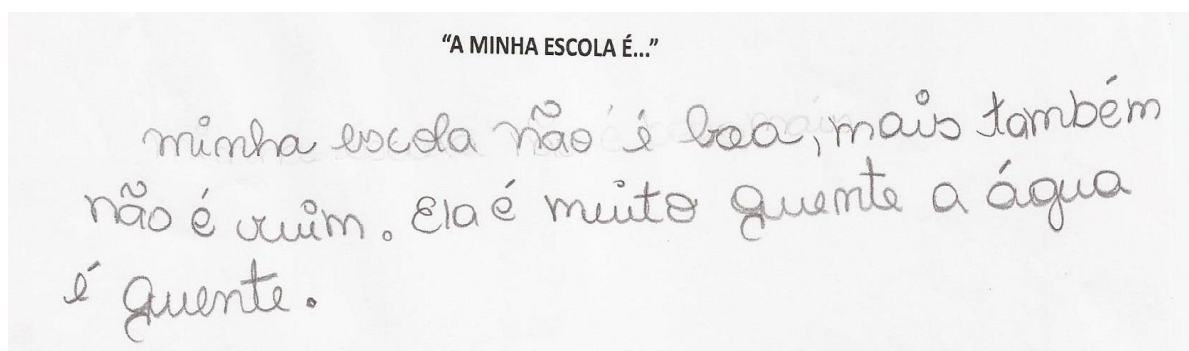 "A MINHA ESCOLA É..."
minha escola não é boa, mais também
não é ruim. Ela é muito quente a água
é quente.